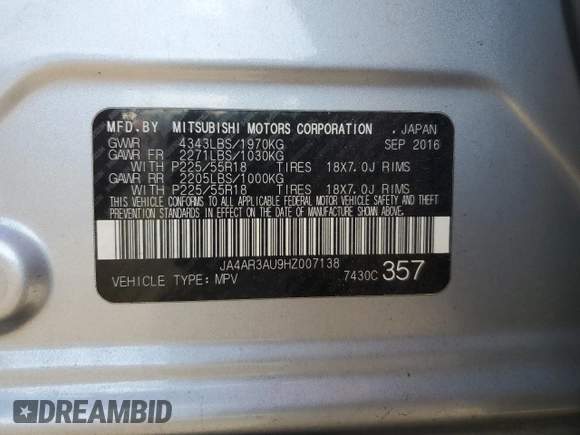 MFD.BY MITSUBISHI MOTORS CORPORATION . JAPAN
GVWR 4343LBS/1970KG SEP 2016
GAWR FR 2271LBS/1030KG
WITH P225/55R18 TIRES 18X7.0J RIMS
GAWR RR 2205LBS/1000KG
WITH P225/55R18 TIRES 18X7.0J RIMS
THIS VEHICLE CONFORMS TO ALL APPLICABLE FEDERAL MOTOR VEHICLE SAFETY, BUMPER, AND THEFT
PREVENTION STANDARDS IN EFFECT ON THE DATE OF MANUFACTURE SHOWN ABOVE.
JA4AR3AU9HZ007138
VEHICLE TYPE: MPV 7430C 357
DREAMBID